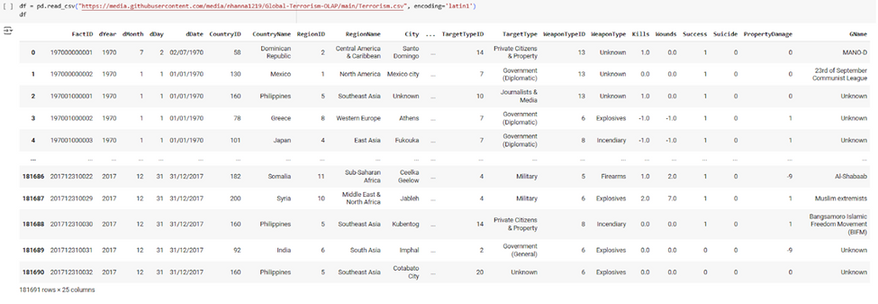 [ ] df = pd.read_csv("https://media.githubusercontent.com/media/nhanna1219/Global-Terrorism-OLAP/main/Terrorism.csv", encoding='latin1')
df
FactID dYear dMonth dDay dDate CountryID CountryName RegionID RegionName City ... TargetTypeID TargetType WeaponTypeID WeaponType Kills Wounds Success Suicide PropertyDamage GName
0 197000000001 1970 7 2 02/07/1970 58 Dominican Republic 2 Central America & Caribbean Santo Domingo ... 14 Private Citizens & Property 13 Unknown 1.0 0.0 1 0 0 MANO-D
1 197000000002 1970 1 1 01/01/1970 130 Mexico 1 North America Mexico city ... 7 Government (Diplomatic) 13 Unknown 0.0 0.0 1 0 0 23rd of September Communist League
2 197001000001 1970 1 1 01/01/1970 160 Philippines 5 Southeast Asia Unknown ... 10 Journalists & Media 13 Unknown 1.0 0.0 1 0 0 Unknown
3 197001000002 1970 1 1 01/01/1970 78 Greece 8 Western Europe Athens ... 7 Government (Diplomatic) 6 Explosives -1.0 -1.0 1 0 1 Unknown
4 197001000003 1970 1 1 01/01/1970 101 Japan 4 East Asia Fukouka ... 7 Government (Diplomatic) 8 Incendiary -1.0 -1.0 1 0 1 Unknown
... ... ... ... ... ... ... ... ... ... ... ... ... ... ... ... ... ... ... ... ... ...
181686 201712310022 2017 12 31 31/12/2017 182 Somalia 11 Sub-Saharan Africa Ceelka Geelow ... 4 Military 5 Firearms 1.0 2.0 1 0 -9 Al-Shabaab
181687 201712310029 2017 12 31 31/12/2017 200 Syria 10 Middle East & North Africa Jableh ... 4 Military 6 Explosives 2.0 7.0 1 0 1 Muslim extremists
181688 201712310030 2017 12 31 31/12/2017 160 Philippines 5 Southeast Asia Kubentog ... 14 Private Citizens & Property 8 Incendiary 0.0 0.0 1 0 1 Bangsamoro Islamic Freedom Movement (BIFM)
181689 201712310031 2017 12 31 31/12/2017 92 India 6 South Asia Imphal ... 2 Government (General) 6 Explosives 0.0 0.0 0 0 -9 Unknown
181690 201712310032 2017 12 31 31/12/2017 160 Philippines 5 Southeast Asia Cotabato City ... 20 Unknown 6 Explosives 0.0 0.0 1 0 0 Unknown
181691 rows × 25 columns